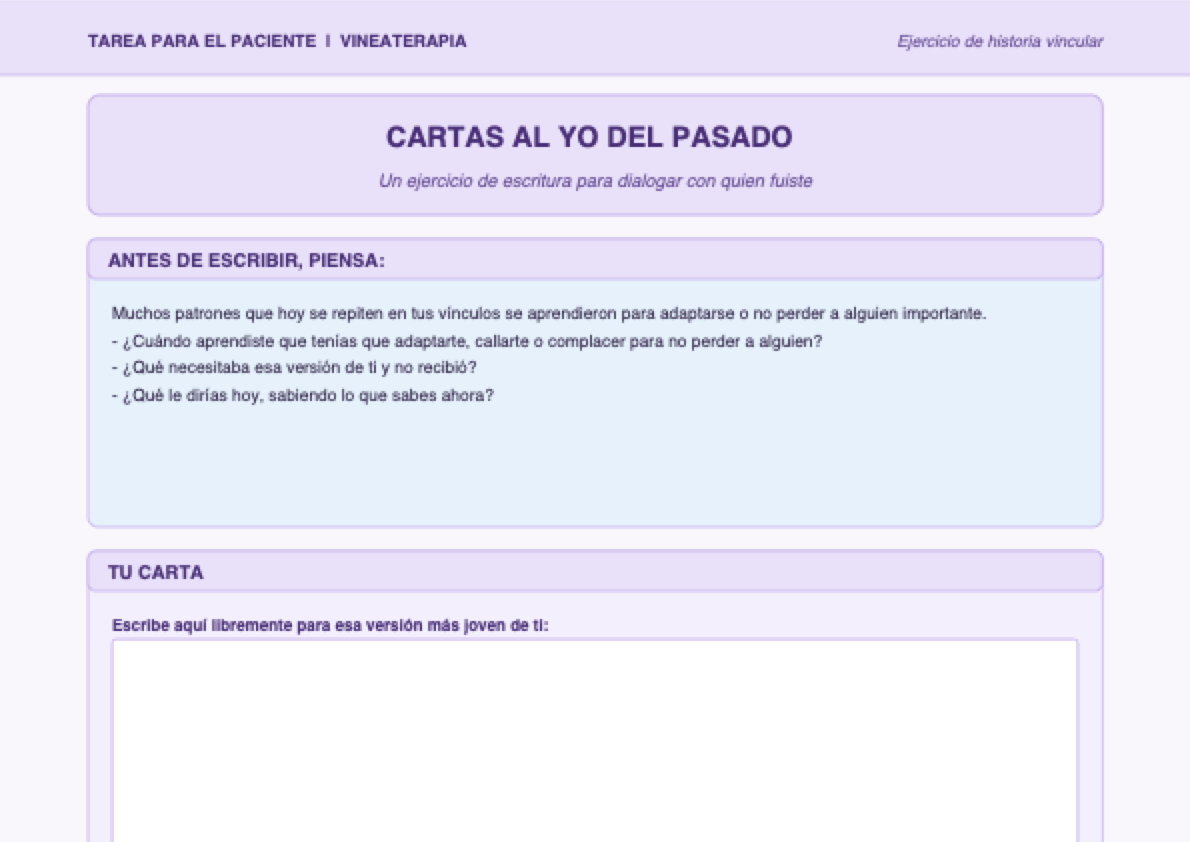 TAREA PARA EL PACIENTE | VINEATERAPIA
Ejercicio de historia vincular
CARTAS AL YO DEL PASADO
Un ejercicio de escritura para dialogar con quien fuiste
ANTES DE ESCRIBIR, PIENSA:
Muchos patrones que hoy se repiten en tus vínculos se aprendieron para adaptarse o no perder a alguien importante.
- ¿Cuándo aprendiste que tenías que adaptarte, callarte o complacer para no perder a alguien?
- ¿Qué necesitaba esa versión de ti y no recibió?
- ¿Qué le dirías hoy, sabiendo lo que sabes ahora?
TU CARTA
Escribe aquí libremente para esa versión más joven de ti: